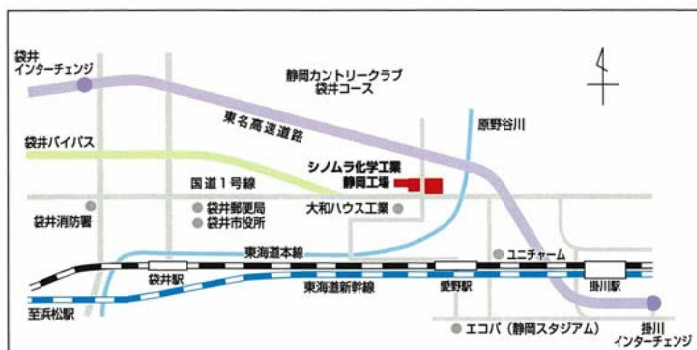 袋井
インターチェンジ
静岡カントリークラブ
袋井コース
東名高速道路
原野谷川
袋井バイパス
シノムラ化学工業
静岡工場
国道1号線
袋井消防署
袋井郵便局
袋井市役所
大和ハウス工業
東海道本線
ユニチャーム
袋井駅
愛野駅
掛川駅
東海道新幹線
至浜松駅
エコパ（静岡スタジアム）
掛川
インターチェンジ